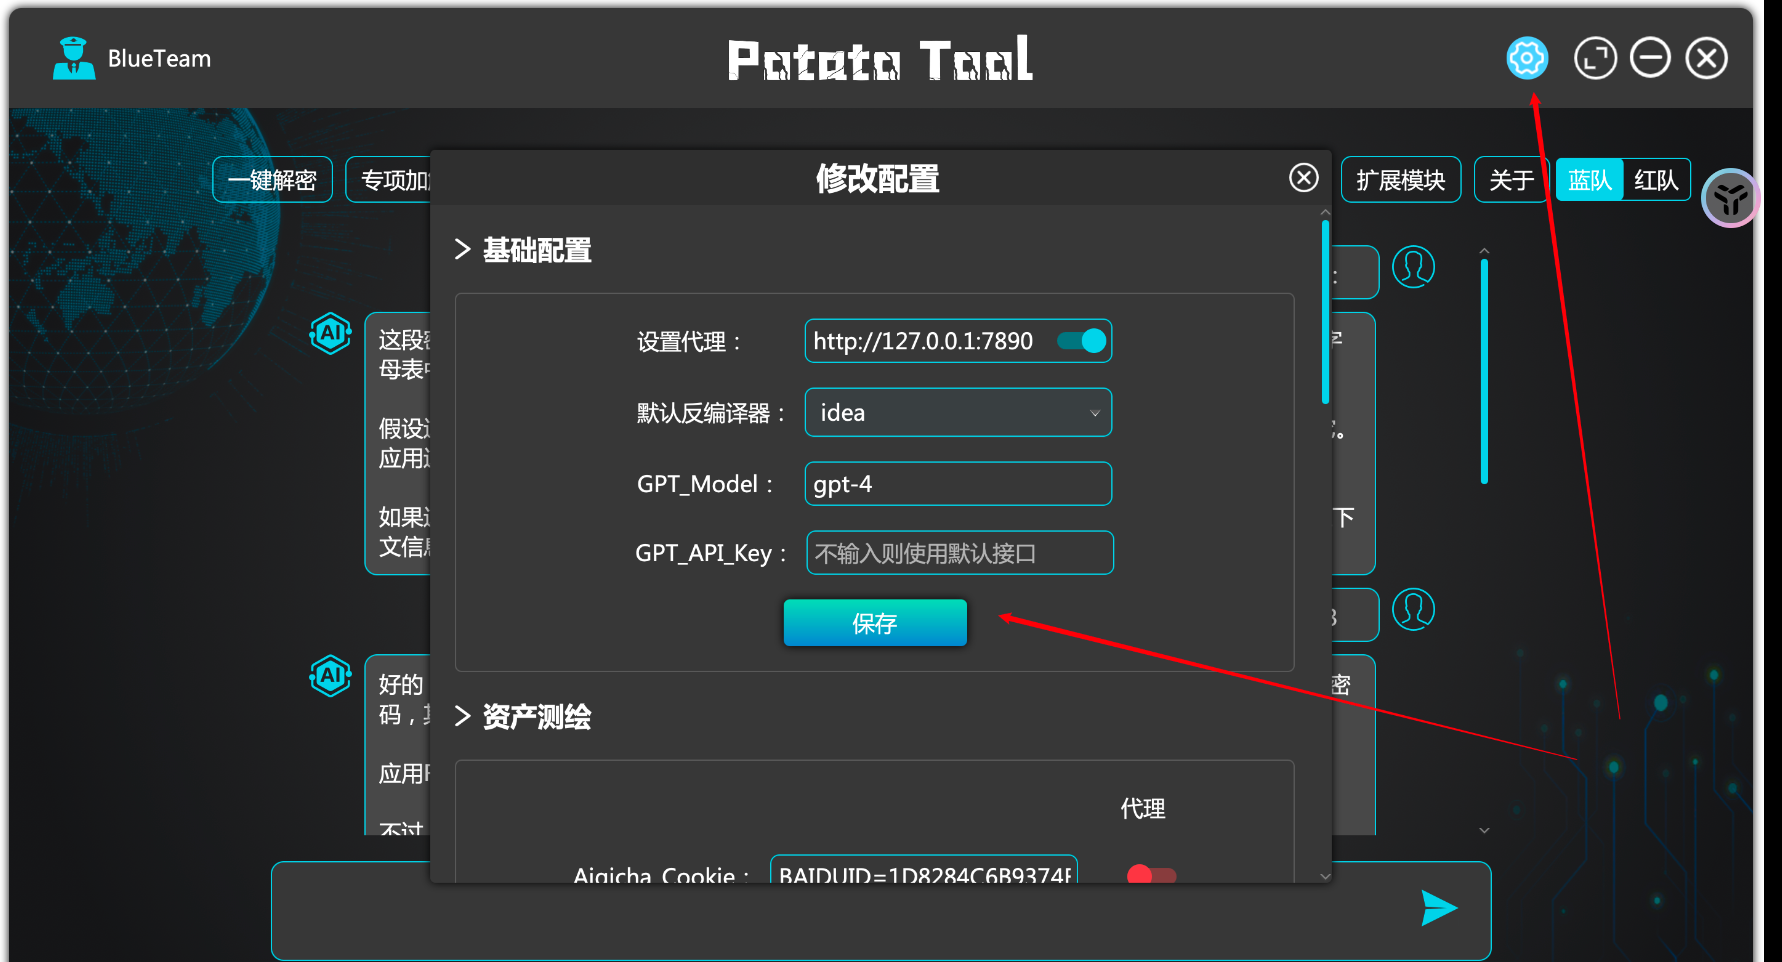 BlueTeam
Potato Tool
一键解密
专项加
修改配置
扩展模块
关于
蓝队
红队
基础配置
设置代理：
http://127.0.0.1:7890
默认反编译器：
idea
GPT_Model：
gpt-4
GPT_API_Key：
不输入则使用默认接口
保存
资产测绘
代理
Aiqicha_Cookie：
BAIDUID=1D8284C6B9374
:
AI
这段
字
母表
假设
应用
如果
下
文信息
AI
好的
密
码，
应用
不过